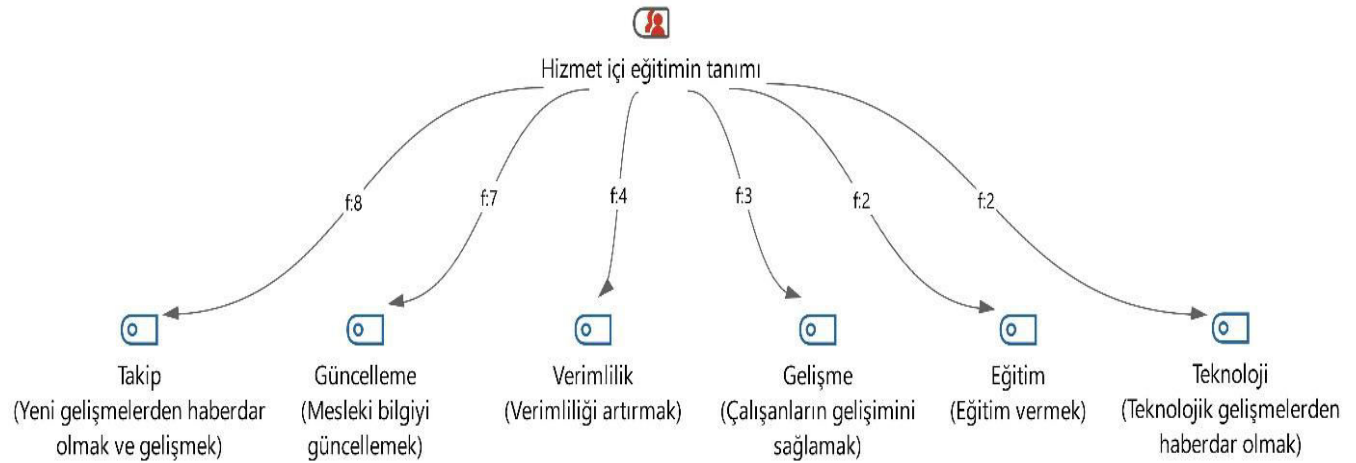 Hizmet içi eğitimin tanımı
f:8
f:7
f:4
f:3
f:2
f:2
Takip
(Yeni gelişmelerden haberdar
olmak ve gelişmek)
Güncelleme
(Mesleki bilgiyi
güncellemek)
Verimlilik
(Verimliliği artırmak)
Gelişme
(Çalışanların gelişimini
sağlamak)
Eğitim
(Eğitim vermek)
Teknoloji
(Teknolojik gelişmelerden
haberdar olmak)